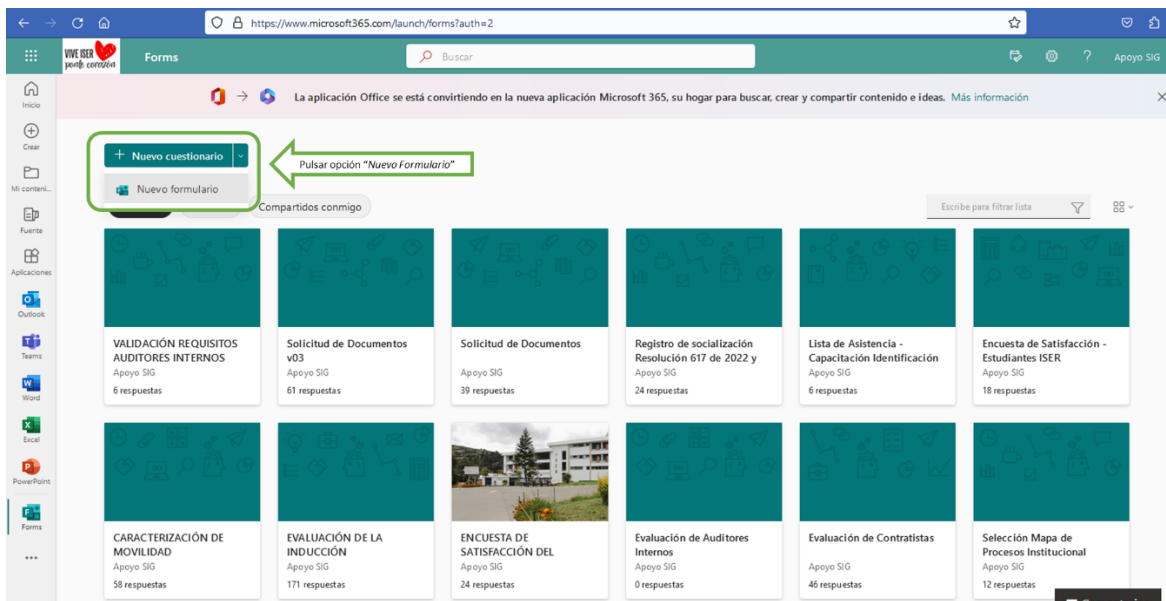 https://www.microsoft365.com/launch/forms?auth=2
VIVE ISER
ponte corazón
Forms
Buscar
Apoyo SIG
La aplicación Office se está convirtiendo en la nueva aplicación Microsoft 365, su hogar para buscar, crear y compartir contenido e ideas. Más información
Inicio
Crear
Mi conteni...
Fuente
Aplicaciones
Outlook
Teams
Word
Excel
PowerPoint
Forms
Nuevo cuestionario
Nuevo formulario
Pulsar opción "Nuevo Formulario"
Compartidos conmigo
Escribe para filtrar lista
VALIDACIÓN REQUISITOS
AUDITORES INTERNOS
Apoyo SIG
6 respuestas
Solicitud de Documentos
v03
Apoyo SIG
61 respuestas
Solicitud de Documentos
Apoyo SIG
39 respuestas
Registro de socialización
Resolución 617 de 2022 y
Apoyo SIG
24 respuestas
Lista de Asistencia -
Capacitación Identificación
Apoyo SIG
6 respuestas
Encuesta de Satisfacción -
Estudiantes ISER
Apoyo SIG
18 respuestas
CARACTERIZACIÓN DE
MOVILIDAD
Apoyo SIG
58 respuestas
EVALUACIÓN DE LA
INDUCCIÓN
Apoyo SIG
171 respuestas
ENCUESTA DE
SATISFACCIÓN DEL
Apoyo SIG
24 respuestas
Evaluación de Auditores
Internos
Apoyo SIG
0 respuestas
Evaluación de Contratistas
Apoyo SIG
46 respuestas
Selección Mapa de
Procesos Institucional
Apoyo SIG
12 respuestas